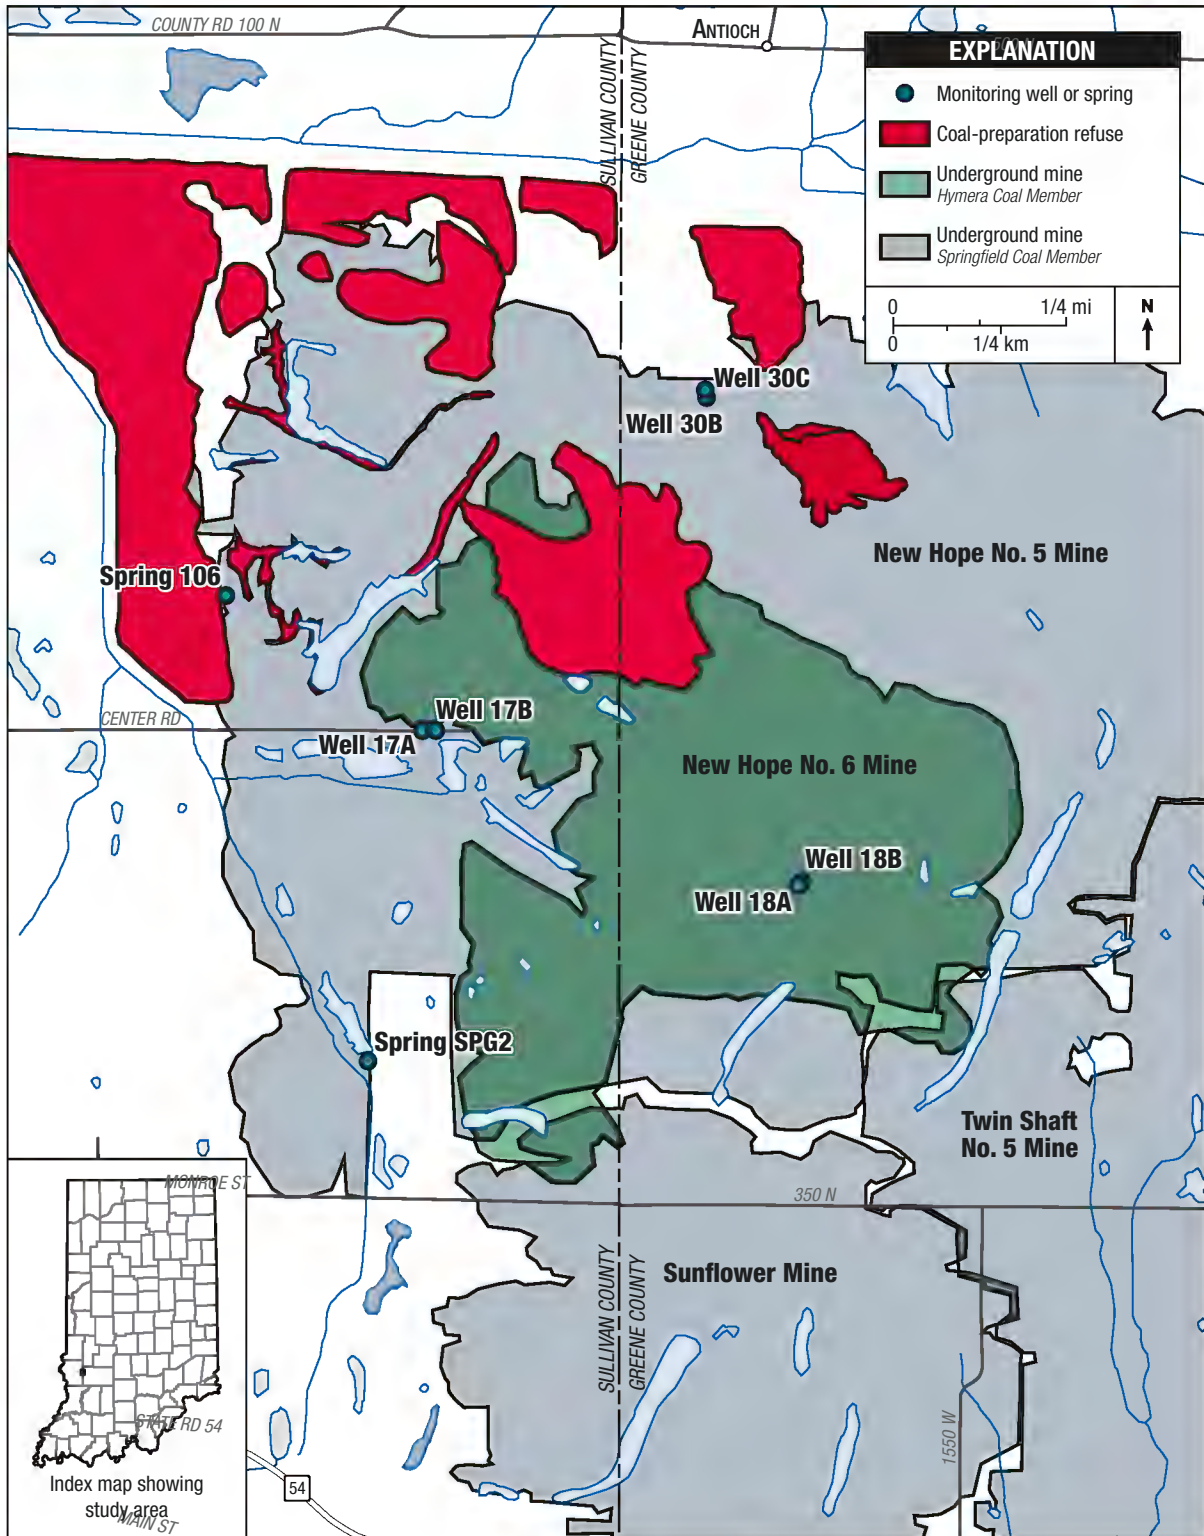 COUNTY RD 100 N
ANTIOCH
SULLIVAN COUNTY
GREENE COUNTY
EXPLANATION
Monitoring well or spring
Coal-preparation refuse
Underground mine
Hymera Coal Member
Underground mine
Springfield Coal Member
0 1/4 mi
0 1/4 km
N
Well 30C
Well 30B
New Hope No. 5 Mine
Spring 106
CENTER RD
Well 17B
Well 17A
New Hope No. 6 Mine
Well 18B
Well 18A
Spring SPG2
Twin Shaft
No. 5 Mine
MONROE ST
350 N
Sunflower Mine
SULLIVAN COUNTY
GREENE COUNTY
1550 W
STATE RD 54
54
Index map showing
study area
MAIN ST